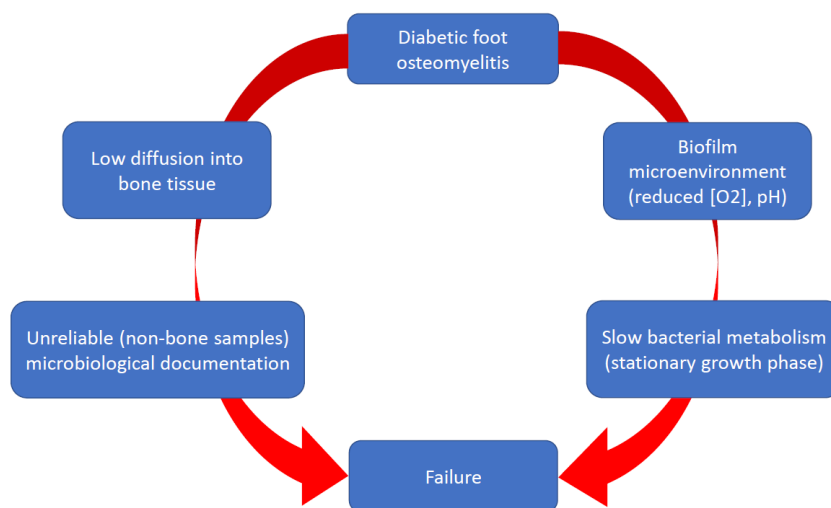 Diabetic foot
osteomyelitis
Low diffusion into
bone tissue
Biofilm
microenvironment
(reduced [O2], pH)
Unreliable (non-bone samples)
microbiological documentation
Slow bacterial metabolism
(stationary growth phase)
Failure